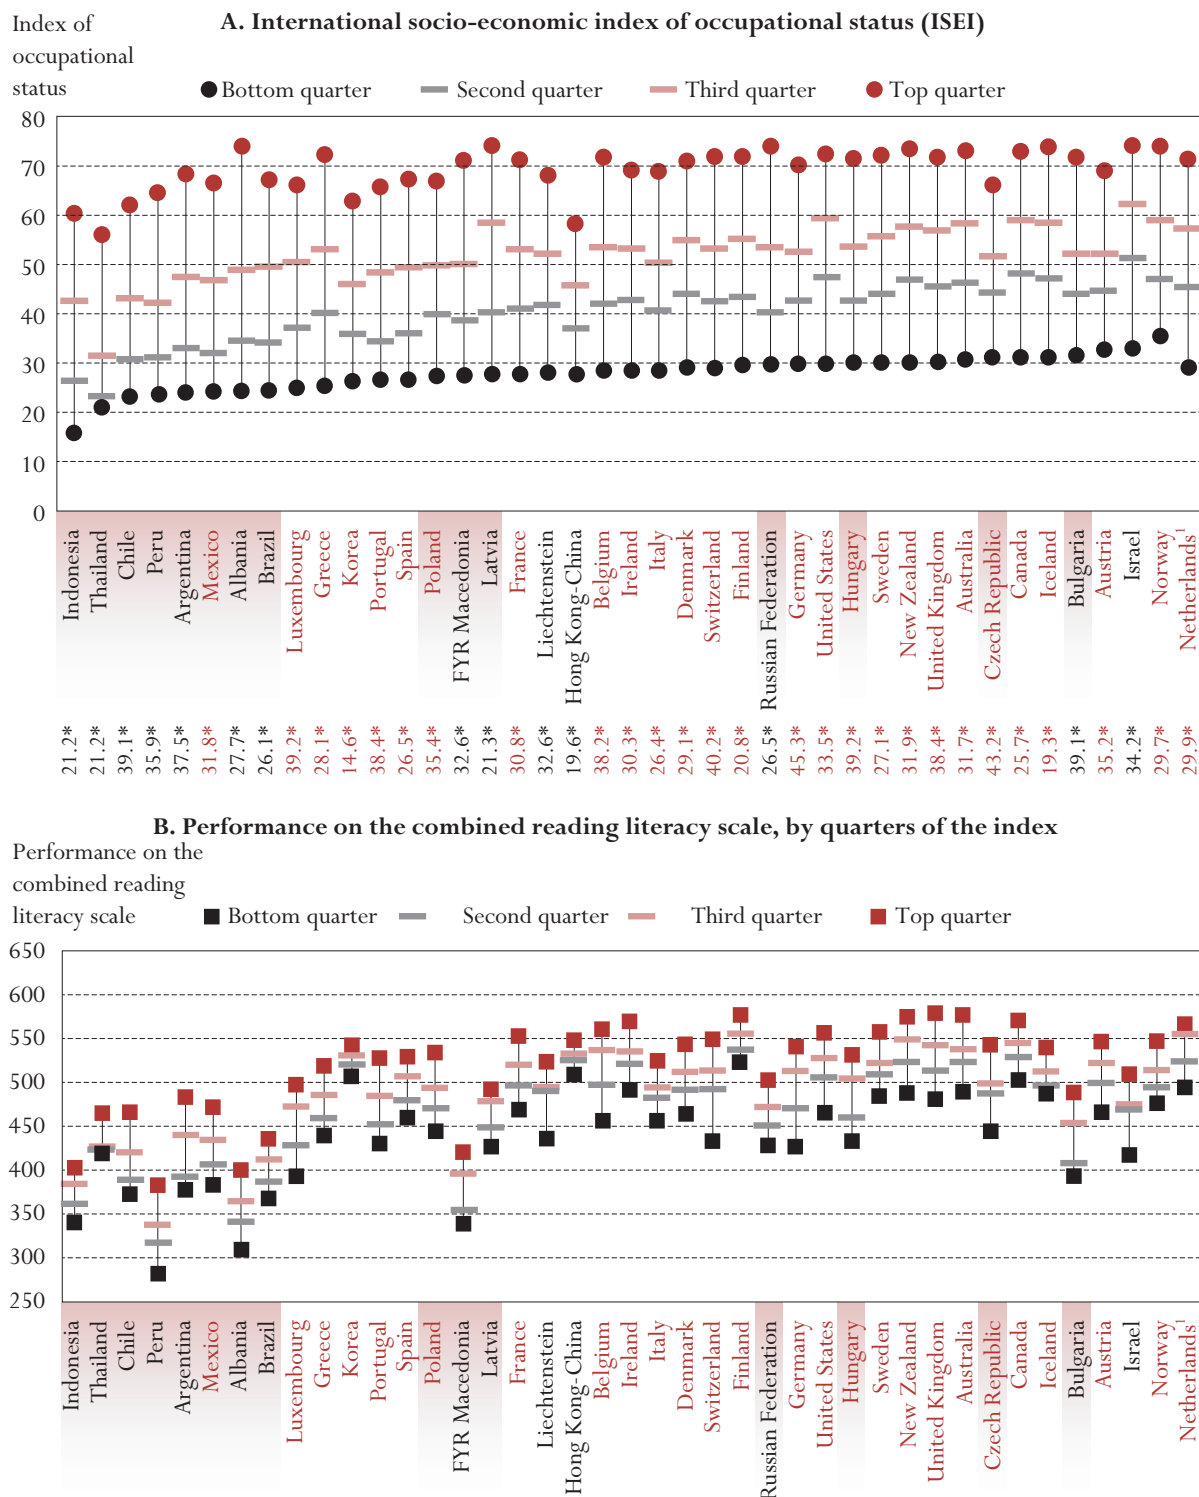 A. International socio-economic index of occupational status (ISEI)
Index of
occupational
status
Bottom quarter Second quarter Third quarter Top quarter
80
70
60
50
40
30
20
10
0
Indonesia
Thailand
Chile
Peru
Argentina
Mexico
Albania
Brazil
Luxembourg
Greece
Korea
Portugal
Spain
Poland
FYR Macedonia
Latvia
France
Liechtenstein
Hong Kong-China
Belgium
Ireland
Italy
Denmark
Switzerland
Finland
Russian Federation
Germany
United States
Hungary
Sweden
New Zealand
United Kingdom
Australia
Czech Republic
Canada
Iceland
Bulgaria
Austria
Israel
Norway
Netherlands¹
21.2*
21.2*
39.1*
35.9*
37.5*
31.8*
27.7*
26.1*
39.2*
28.1*
14.6*
38.4*
26.5*
35.4*
32.6*
21.3*
30.8*
32.6*
19.6*
38.2*
30.3*
26.4*
29.1*
40.2*
20.8*
26.5*
45.3*
33.5*
39.2*
27.1*
31.9*
38.4*
31.7*
43.2*
25.7*
19.3*
39.1*
35.2*
34.2*
29.7*
29.9*
B. Performance on the combined reading literacy scale, by quarters of the index
Performance on the
combined reading
literacy scale
Bottom quarter Second quarter Third quarter Top quarter
650
600
550
500
450
400
350
300
250
Indonesia
Thailand
Chile
Peru
Argentina
Mexico
Albania
Brazil
Luxembourg
Greece
Korea
Portugal
Spain
Poland
FYR Macedonia
Latvia
France
Liechtenstein
Hong Kong-China
Belgium
Ireland
Italy
Denmark
Switzerland
Finland
Russian Federation
Germany
United States
Hungary
Sweden
New Zealand
United Kingdom
Australia
Czech Republic
Canada
Iceland
Bulgaria
Austria
Israel
Norway
Netherlands¹